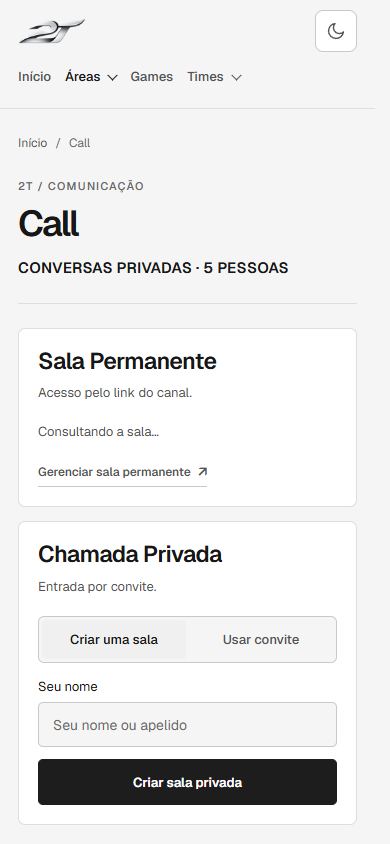 2T
Início Áreas Games Times
Início / Call
2T / COMUNICAÇÃO
Call
CONVERSAS PRIVADAS · 5 PESSOAS
Sala Permanente
Acesso pelo link do canal.
Consultando a sala...
Gerenciar sala permanente ↗
Chamada Privada
Entrada por convite.
Criar uma sala Usar convite
Seu nome
Seu nome ou apelido
Criar sala privada